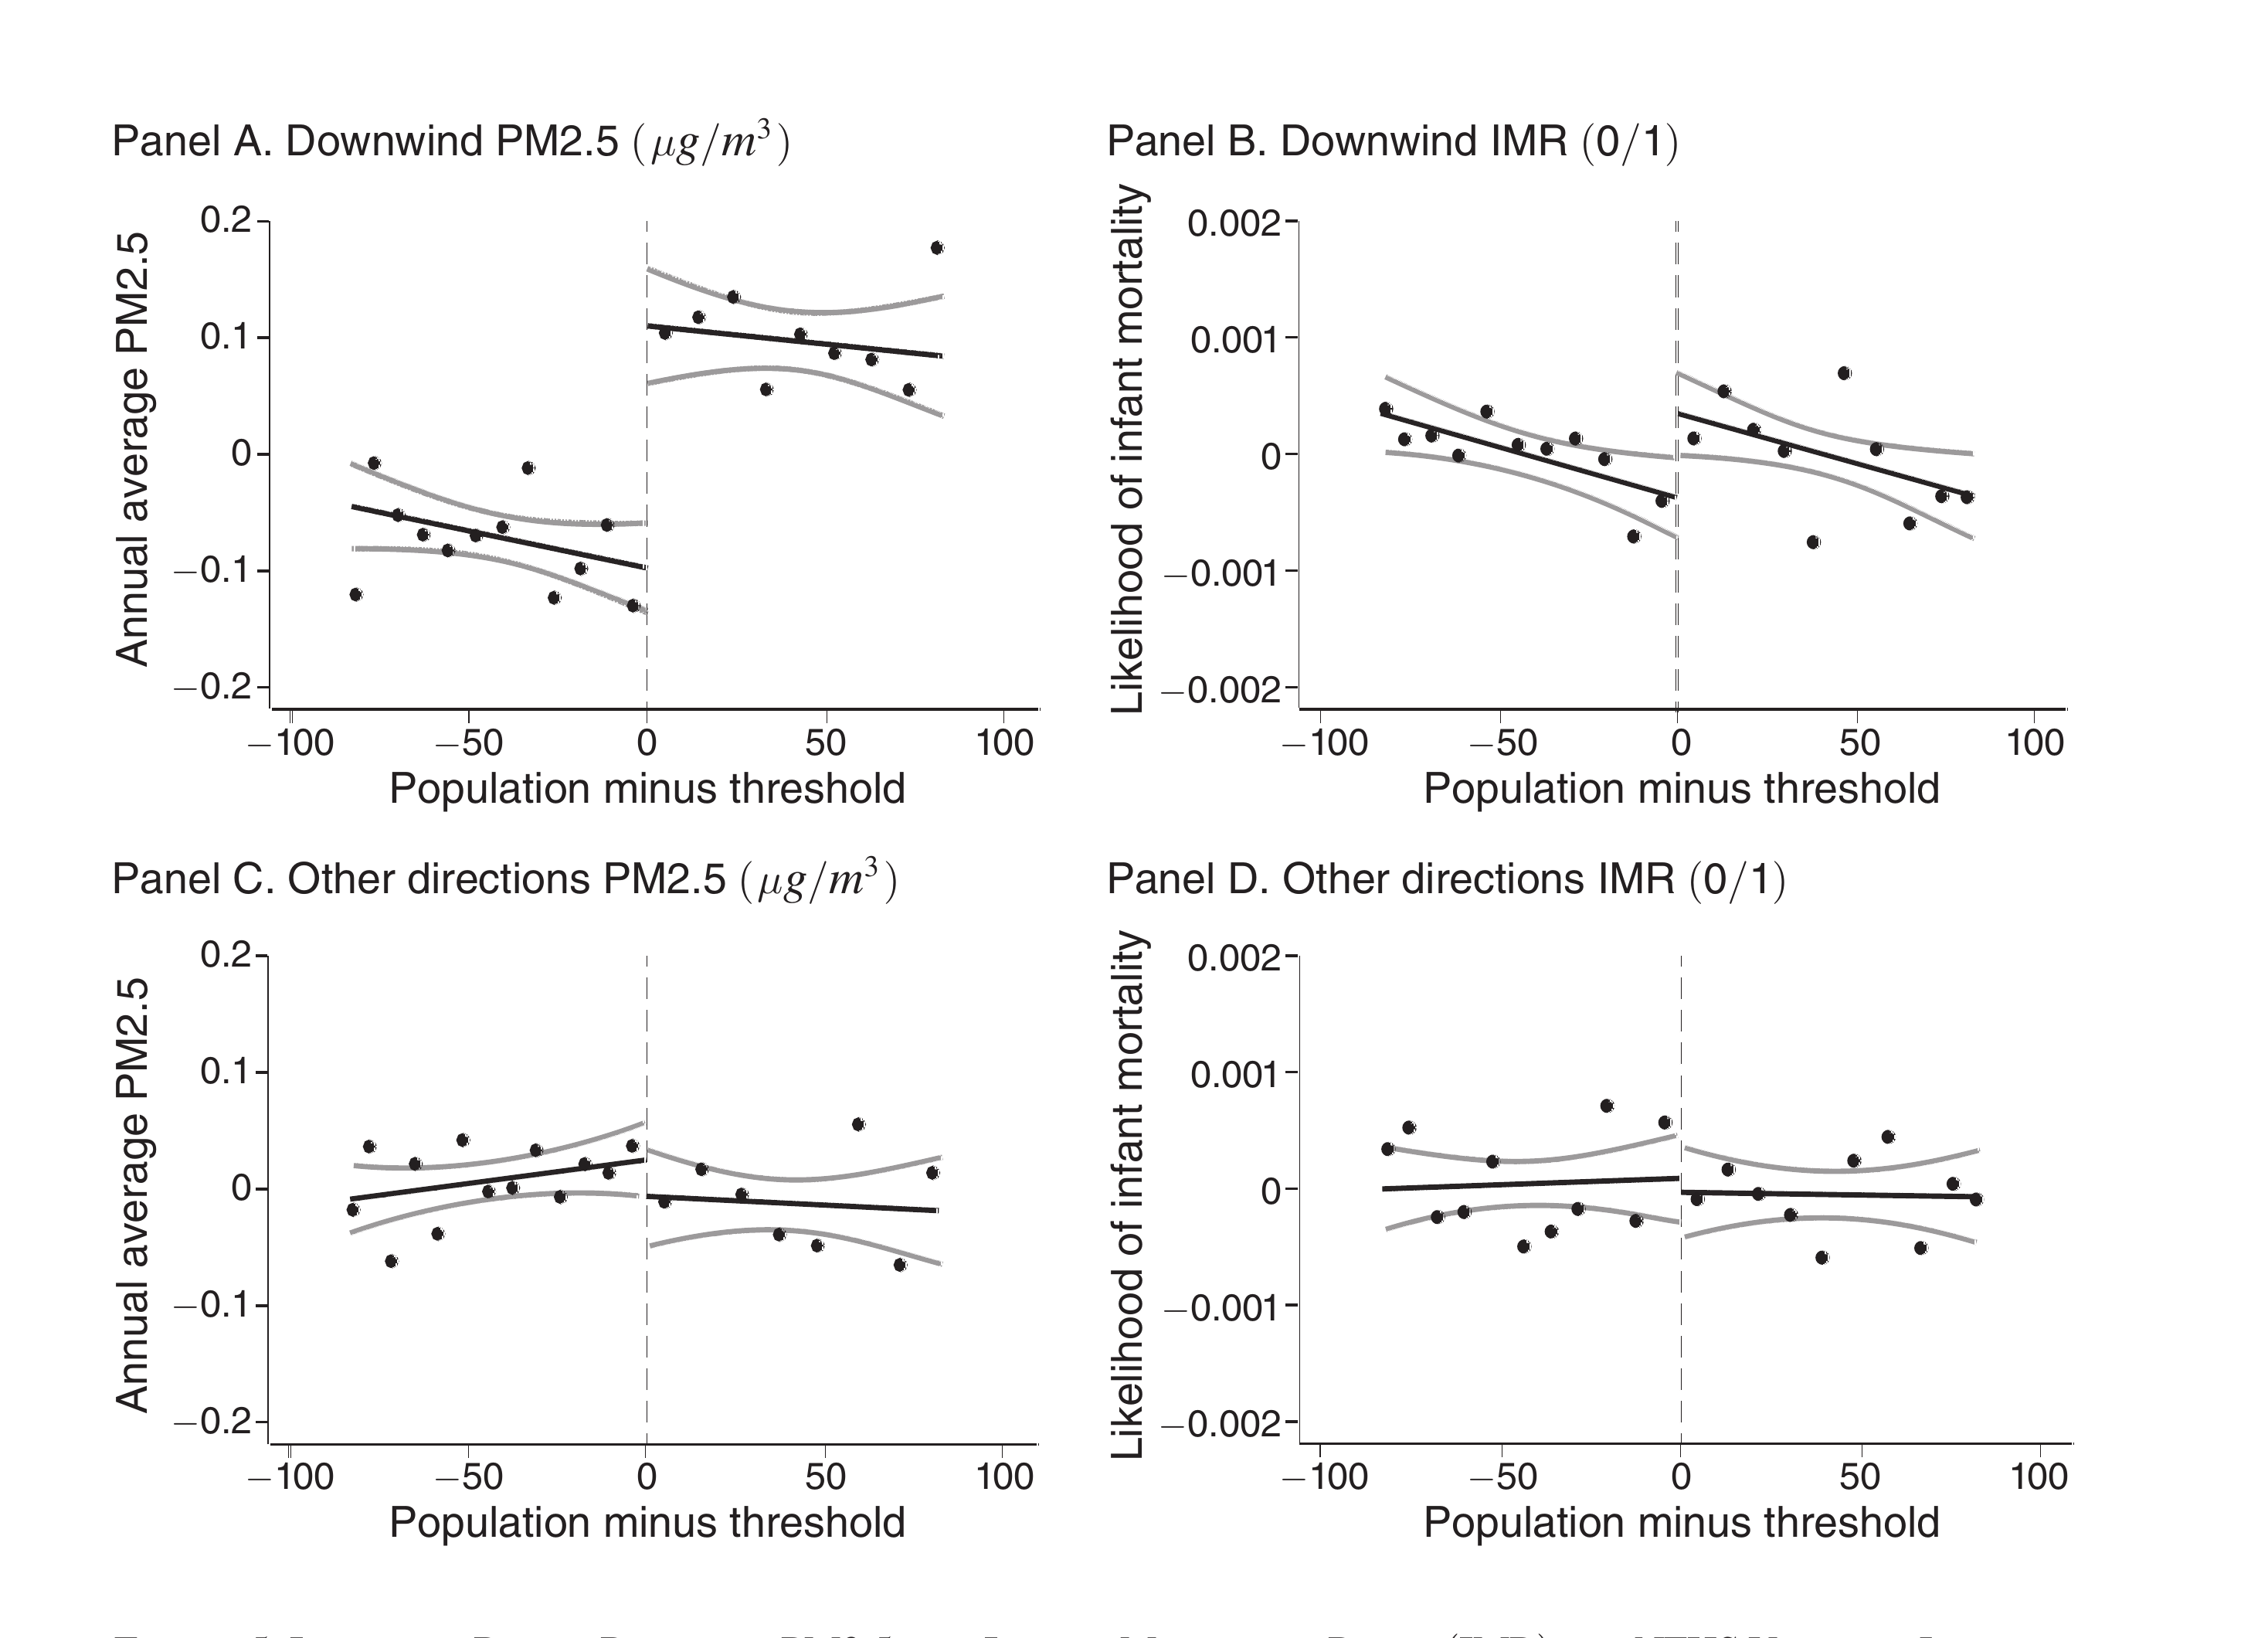 Panel A. Downwind PM2.5 (μg/m³)
Annual average PM2.5
0.2
0.1
0
−0.1
−0.2
−100 −50 0 50 100
Population minus threshold
Panel B. Downwind IMR (0/1)
Likelihood of infant mortality
0.002
0.001
0
−0.001
−0.002
−100 −50 0 50 100
Population minus threshold
Panel C. Other directions PM2.5 (μg/m³)
Annual average PM2.5
0.2
0.1
0
−0.1
−0.2
−100 −50 0 50 100
Population minus threshold
Panel D. Other directions IMR (0/1)
Likelihood of infant mortality
0.002
0.001
0
−0.001
−0.002
−100 −50 0 50 100
Population minus threshold